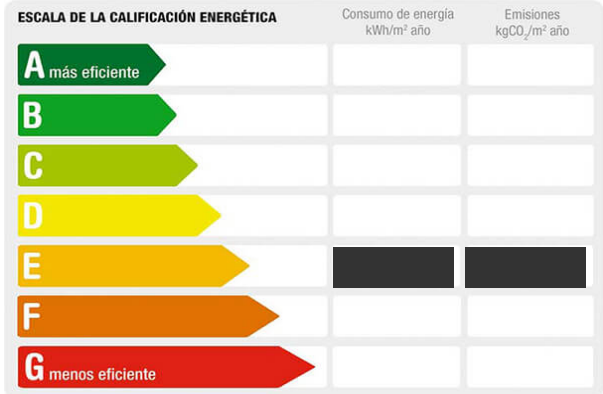 ESCALA DE LA CALIFICACIÓN ENERGÉTICA
Consumo de energía
kWh/m² año
Emisiones
kgCO₂/m² año
A más eficiente
B
C
D
E
F
G menos eficiente